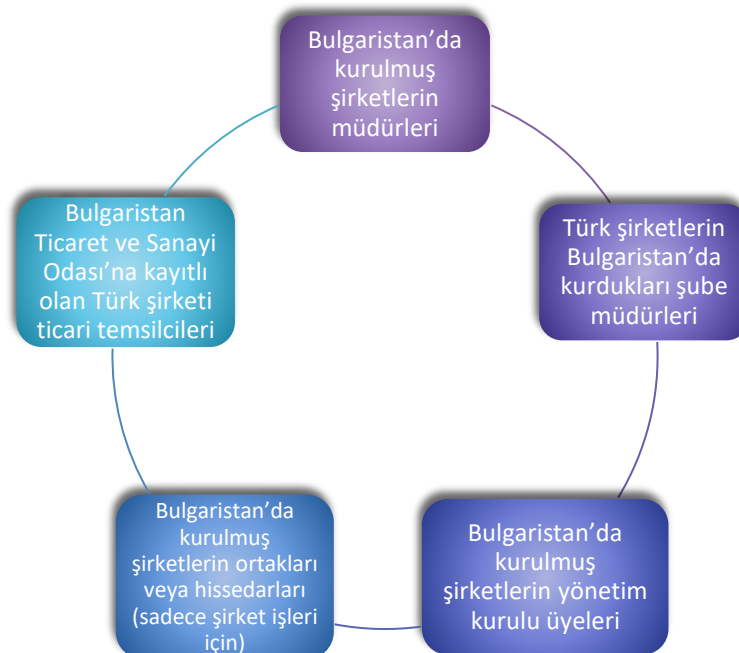 Bulgaristan’da
kurulmuş
şirketlerin
müdürleri
Türk şirketlerin
Bulgaristan’da
kurdukları şube
müdürleri
Bulgaristan’da
kurulmuş
şirketlerin yönetim
kurulu üyeleri
Bulgaristan’da
kurulmuş
şirketlerin ortakları
veya hissedarları
(sadece şirket işleri
için)
Bulgaristan
Ticaret ve Sanayi
Odası’na kayıtlı
olan Türk şirketi
ticari temsilcileri